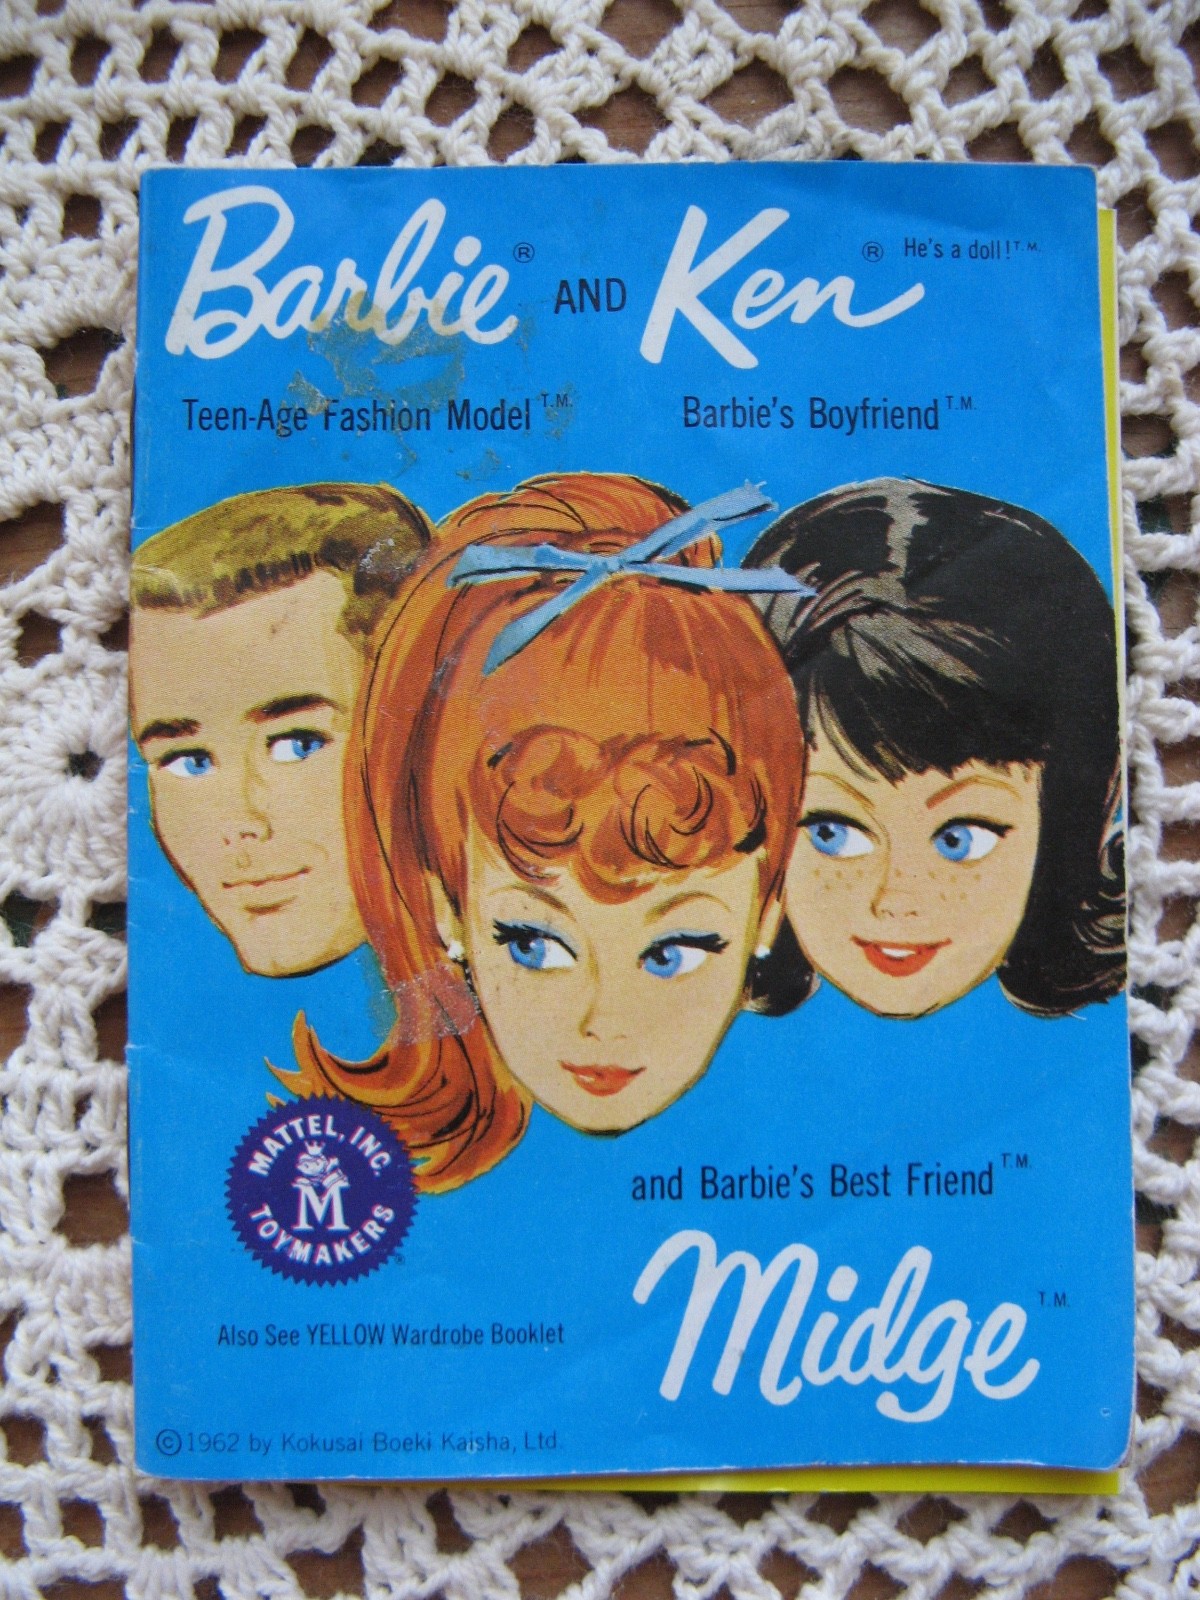 Barbie® AND Ken® He's a doll! T.M.
Teen-Age Fashion Model T.M.
Barbie's Boyfriend T.M.
MATTEL, INC.
M
TOYMAKERS
and Barbie's Best Friend T.M.
Midge T.M.
Also See YELLOW Wardrobe Booklet
©1962 by Kokusai Boeki Kaisha, Ltd.